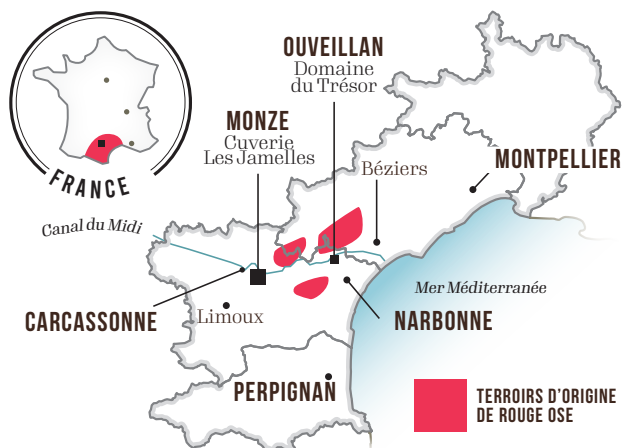 OUVEILLAN
Domaine
du Trésor
MONZE
Cuverie
Les Jamelles
Béziers
MONTPELLIER
FRANCE
Canal du Midi
Mer Méditerranée
CARCASSONNE
Limoux
NARBONNE
PERPIGNAN
TERROIRS D'ORIGINE
DE ROUGE OSE